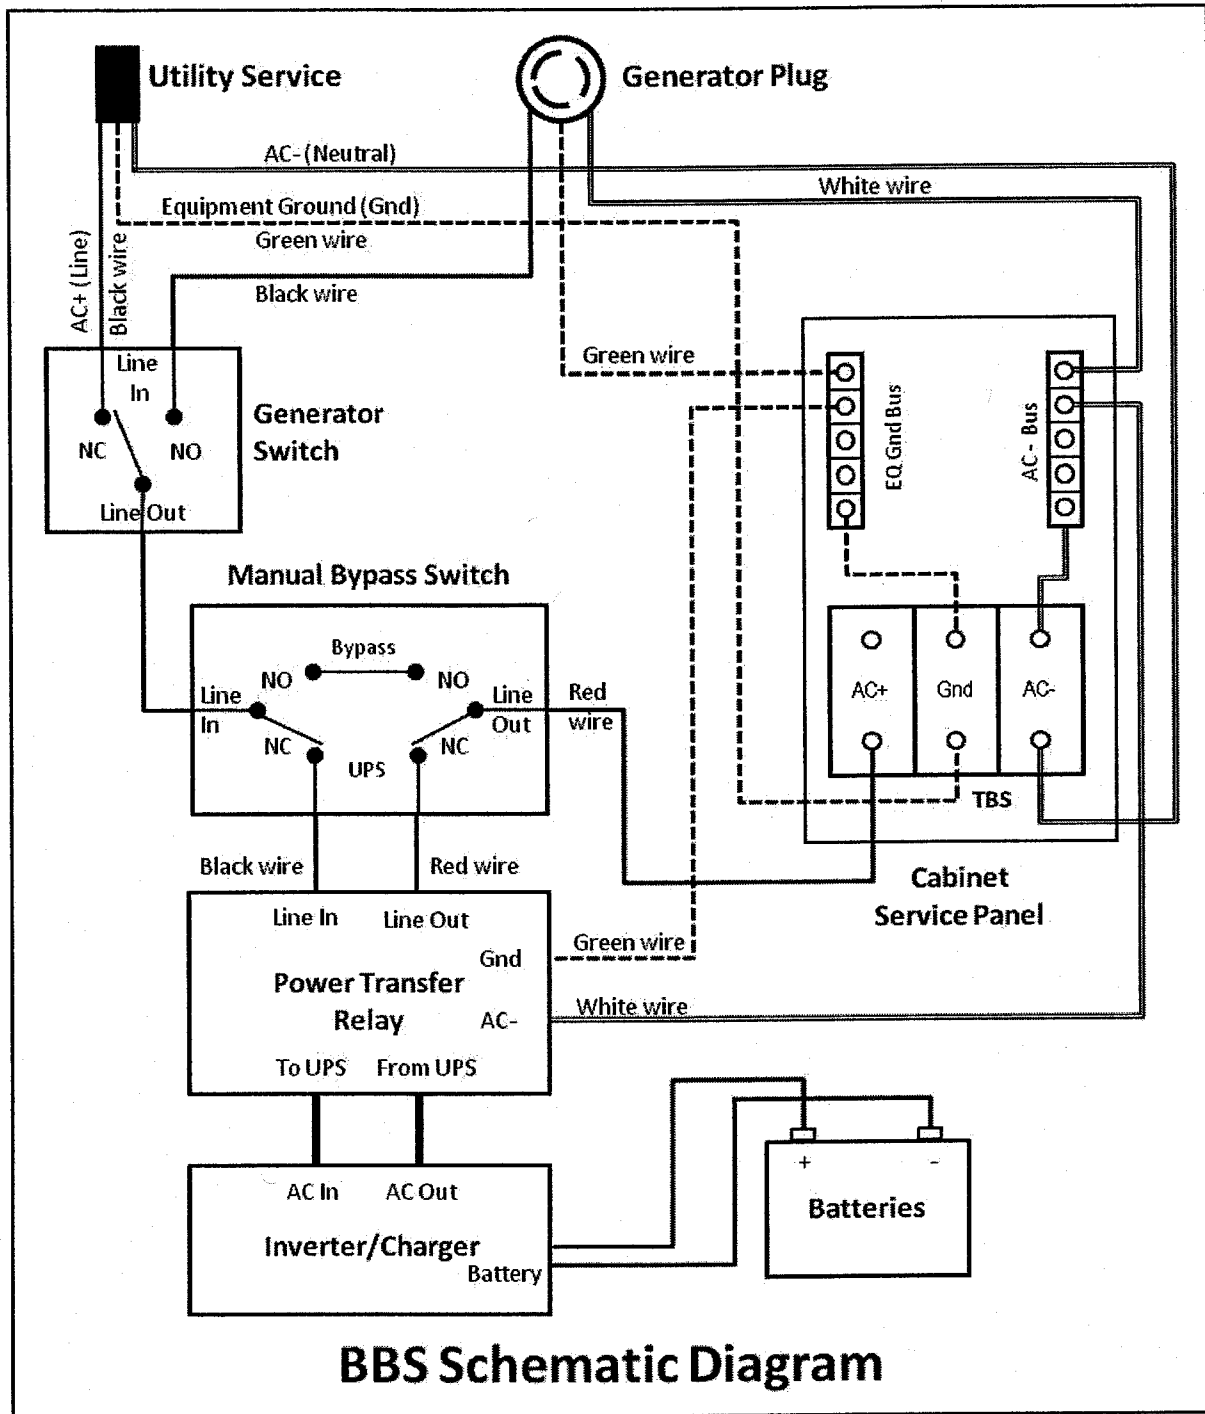 Utility Service
Generator Plug
AC- (Neutral)
White wire
Equipment Ground (Gnd)
Green wire
AC+ (Line)
Black wire
Black wire
Green wire
Line
In
NC
NO
Line Out
Generator
Switch
EQ Gnd Bus
AC - Bus
Manual Bypass Switch
Bypass
NO
NO
Line
In
Line
Out
NC
NC
UPS
Red
wire
AC+
Gnd
AC-
TBS
Black wire
Red wire
Cabinet
Service Panel
Line In
Line Out
Gnd
Green wire
Power Transfer
Relay
AC-
White wire
To UPS
From UPS
AC In
AC Out
Inverter/Charger
Battery
+
-
Batteries
BBS Schematic Diagram